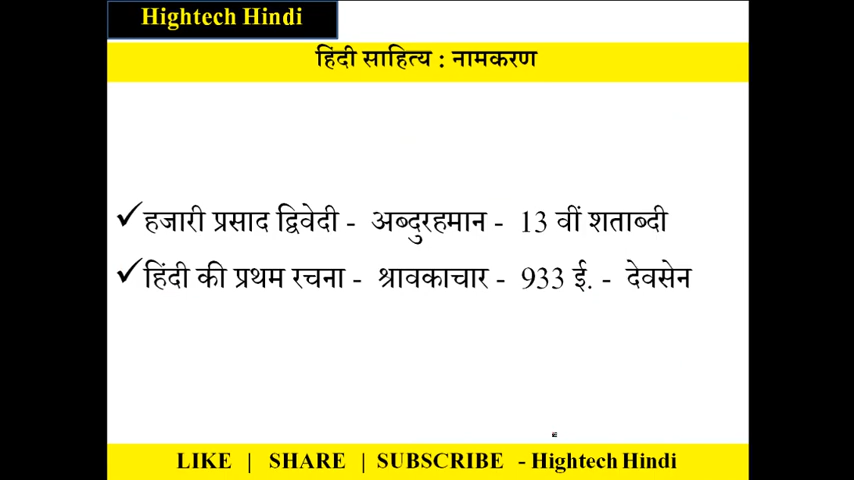 Hightech Hindi
हिंदी साहित्य : नामकरण
✓हजारी प्रसाद द्विवेदी - अब्दुरहमान - 13 वीं शताब्दी
✓हिंदी की प्रथम रचना - श्रावकाचार - 933 ई. - देवसेन
LIKE | SHARE | SUBSCRIBE - Hightech Hindi